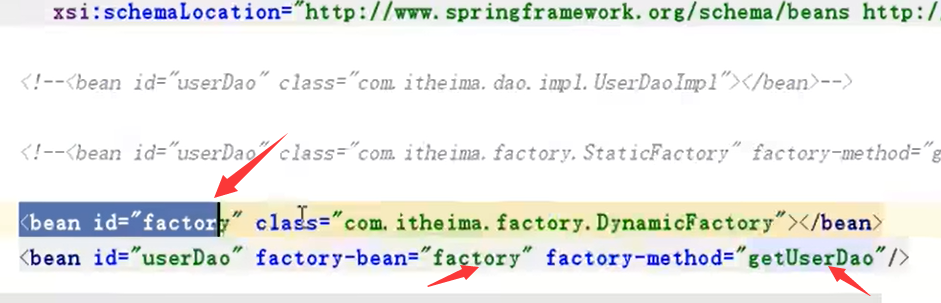 xsi:schemaLocation="http://www.springframework.org/schema/beans http:/
<!--<bean id="userDao" class="com.itheima.dao.impl.UserDaoImpl"></bean>-->
<!--<bean id="userDao" class="com.itheima.factory.StaticFactory" factory-method="g
<bean id="factory" class="com.itheima.factory.DynamicFactory"></bean>
<bean id="userDao" factory-bean="factory" factory-method="getUserDao"/>